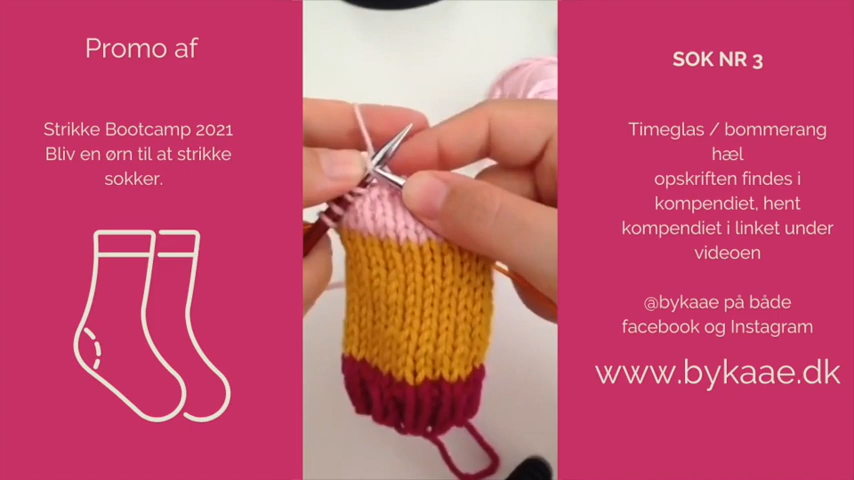 Promo af
Strikke Bootcamp 2021
Bliv en ørn til at strikke
sokker.
SOK NR 3
Timeglas / bommerang
hæl
opskriften findes i
kompendiet, hent
kompendiet i linket under
videoen
@bykaae på både
facebook og Instagram
www.bykaae.dk